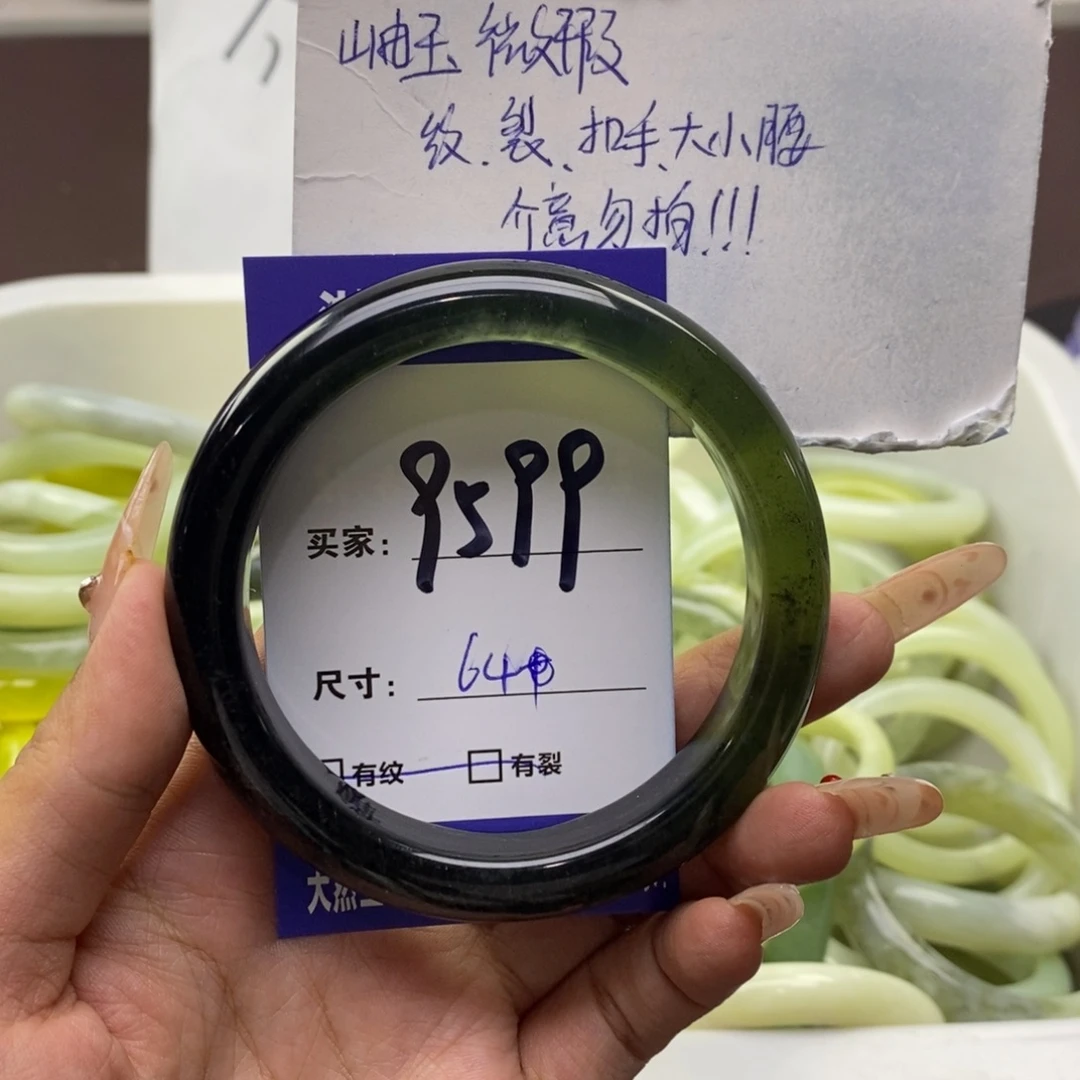 岫玉 微瑕
纹、裂、扣手、大小腰
介意勿拍!!!
买家: 9599
尺寸: 64
有纹 有裂